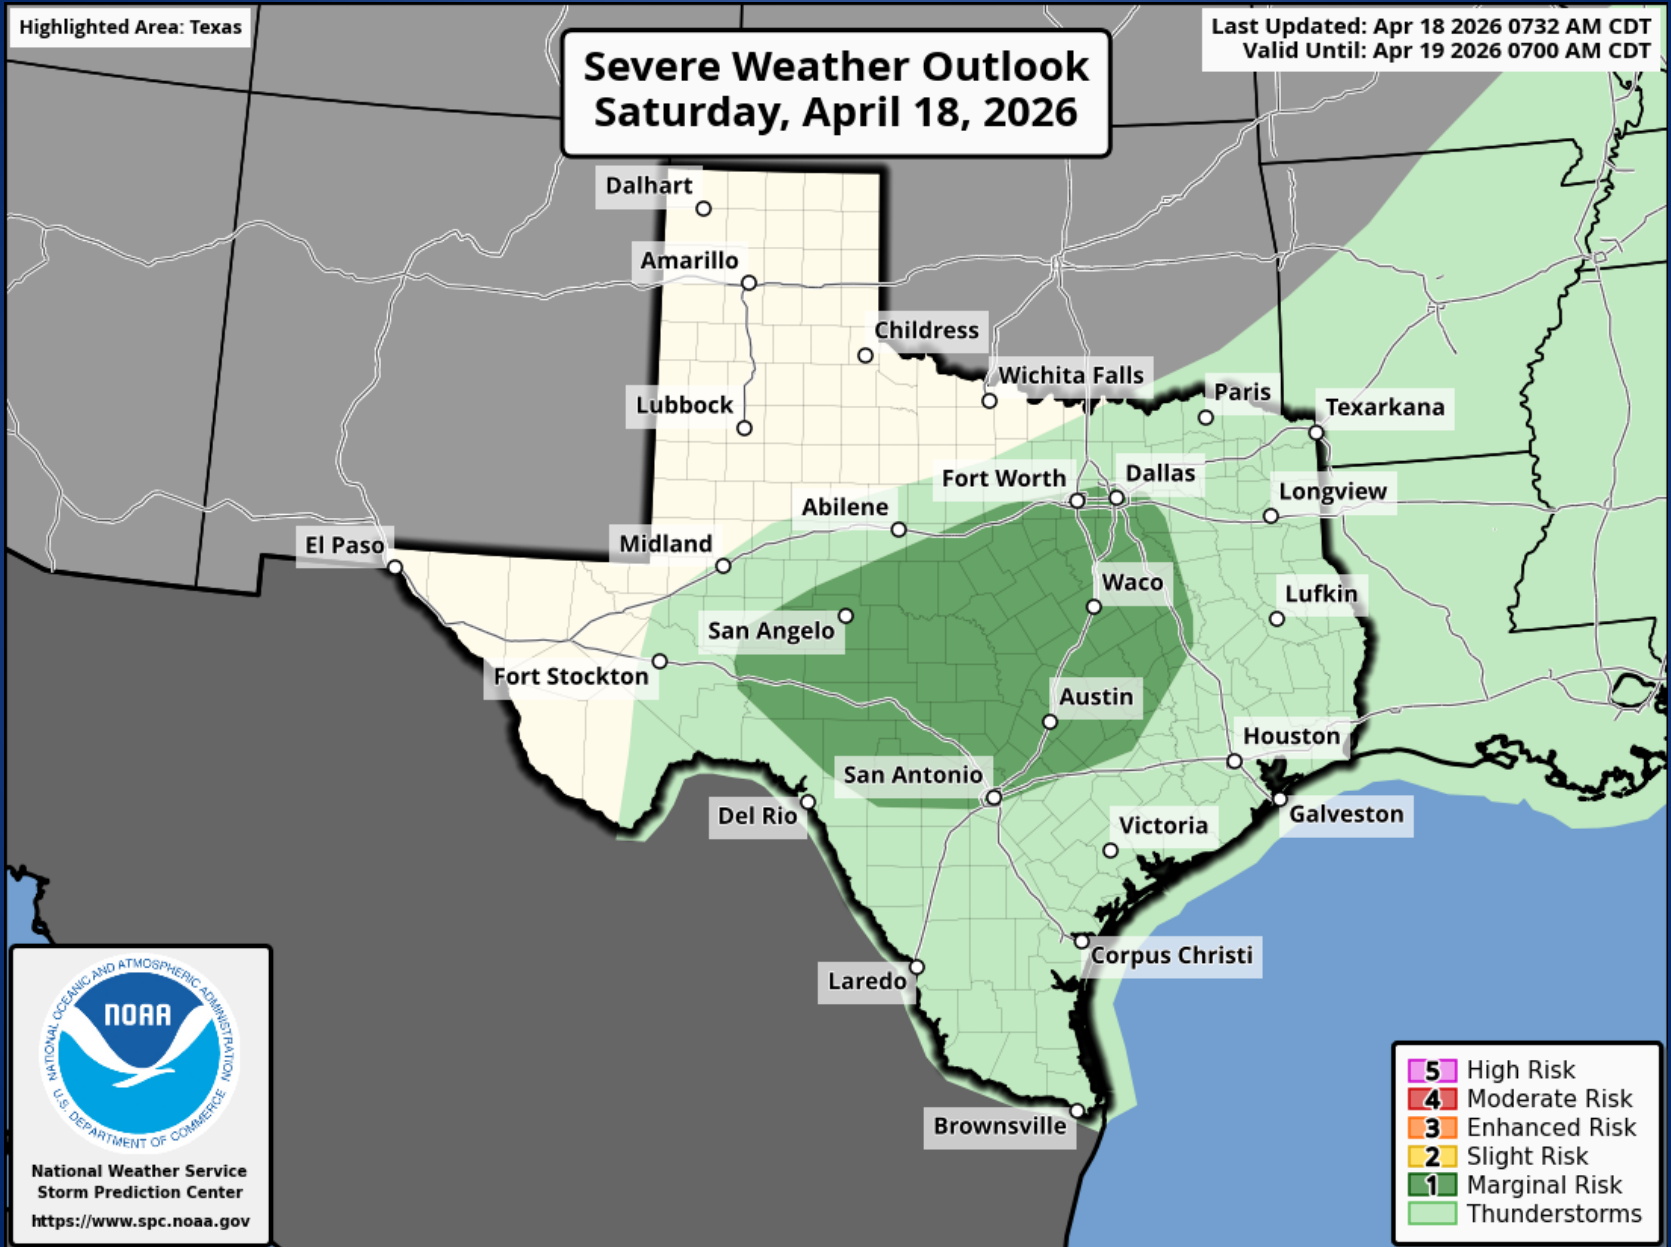 Highlighted Area: Texas
Severe Weather Outlook
Saturday, April 18, 2026
Last Updated: Apr 18 2026 0732 AM CDT
Valid Until: Apr 19 2026 0700 AM CDT
Dalhart
Amarillo
Childress
Wichita Falls
Lubbock
Paris
Texarkana
Fort Worth
Dallas
Longview
Abilene
El Paso
Midland
Waco
Lufkin
San Angelo
Fort Stockton
Austin
Houston
San Antonio
Del Rio
Galveston
Victoria
Corpus Christi
Laredo
Brownsville
NATIONAL OCEANIC AND ATMOSPHERIC ADMINISTRATION
NOAA
U.S. DEPARTMENT OF COMMERCE
National Weather Service
Storm Prediction Center
https://www.spc.noaa.gov
5 High Risk
4 Moderate Risk
3 Enhanced Risk
2 Slight Risk
1 Marginal Risk
Thunderstorms